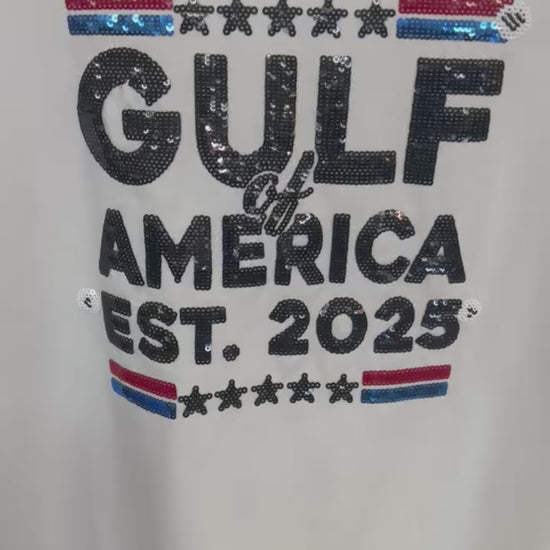 GULF
of
AMERICA
EST. 2025